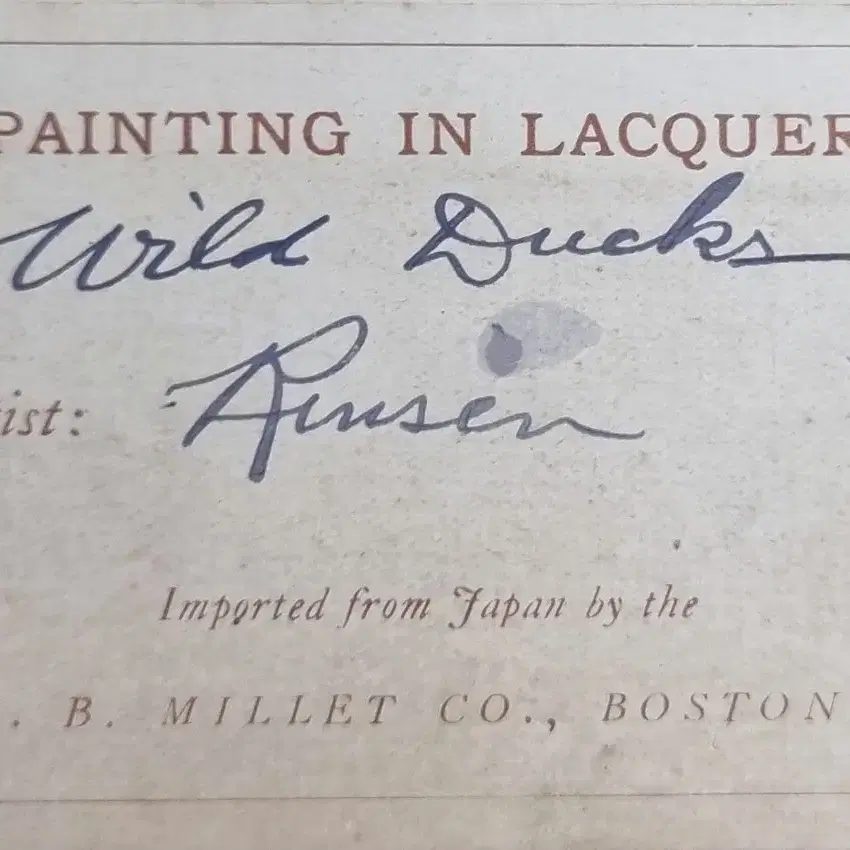 PAINTING IN LACQUER
Wild Ducks
ist: Rinsen
Imported from Japan by the
. B. MILLET CO., BOSTON